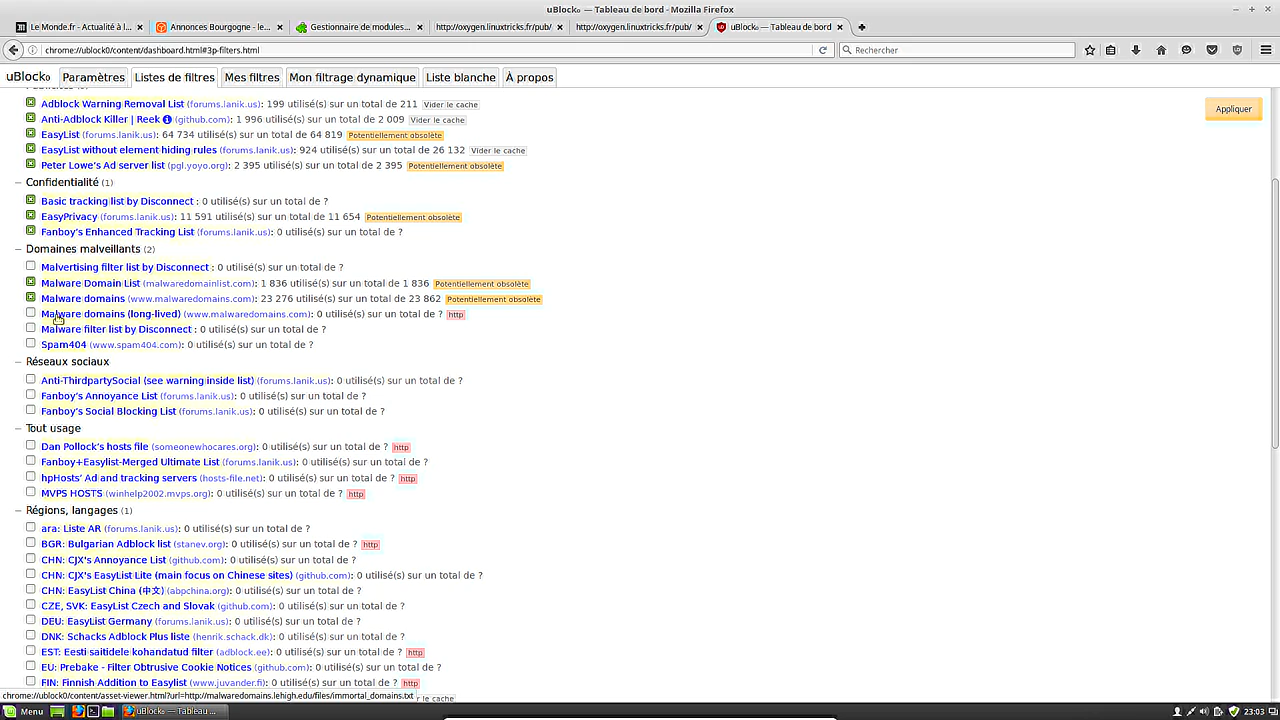 uBlock₀ — Tableau de bord - Mozilla Firefox
Le Monde.fr - Actualité à l... Annonces Bourgogne - le... Gestionnaire de modules... http://oxygen.linuxtricks.fr/pub/ http://oxygen.linuxtricks.fr/pub/ uBlock₀ — Tableau de bord
chrome://ublock0/content/dashboard.html#3p-filters.html Rechercher
uBlock₀ Paramètres Listes de filtres Mes filtres Mon filtrage dynamique Liste blanche À propos
Appliquer
Adblock Warning Removal List (forums.lanik.us): 199 utilisé(s) sur un total de 211 Vider le cache
Anti-Adblock Killer | Reek (github.com): 1 996 utilisé(s) sur un total de 2 009 Vider le cache
EasyList (forums.lanik.us): 64 734 utilisé(s) sur un total de 64 819 Potentiellement obsolète
EasyList without element hiding rules (forums.lanik.us): 924 utilisé(s) sur un total de 26 132 Vider le cache
Peter Lowe's Ad server list (pgl.yoyo.org): 2 395 utilisé(s) sur un total de 2 395 Potentiellement obsolète
− Confidentialité (1)
Basic tracking list by Disconnect : 0 utilisé(s) sur un total de ?
EasyPrivacy (forums.lanik.us): 11 591 utilisé(s) sur un total de 11 654 Potentiellement obsolète
Fanboy's Enhanced Tracking List (forums.lanik.us): 0 utilisé(s) sur un total de ?
− Domaines malveillants (2)
Malvertising filter list by Disconnect : 0 utilisé(s) sur un total de ?
Malware Domain List (malwaredomainlist.com): 1 836 utilisé(s) sur un total de 1 836 Potentiellement obsolète
Malware domains (www.malwaredomains.com): 23 276 utilisé(s) sur un total de 23 862 Potentiellement obsolète
Malware domains (long-lived) (www.malwaredomains.com): 0 utilisé(s) sur un total de ? http
Malware filter list by Disconnect : 0 utilisé(s) sur un total de ?
Spam404 (www.spam404.com): 0 utilisé(s) sur un total de ?
− Réseaux sociaux
Anti-ThirdpartySocial (see warning inside list) (forums.lanik.us): 0 utilisé(s) sur un total de ?
Fanboy's Annoyance List (forums.lanik.us): 0 utilisé(s) sur un total de ?
Fanboy's Social Blocking List (forums.lanik.us): 0 utilisé(s) sur un total de ?
− Tout usage
Dan Pollock's hosts file (someonewhocares.org): 0 utilisé(s) sur un total de ? http
Fanboy+Easylist-Merged Ultimate List (forums.lanik.us): 0 utilisé(s) sur un total de ?
hpHosts' Ad and tracking servers (hosts-file.net): 0 utilisé(s) sur un total de ? http
MVPS HOSTS (winhelp2002.mvps.org): 0 utilisé(s) sur un total de ? http
− Régions, langages (1)
ara: Liste AR (forums.lanik.us): 0 utilisé(s) sur un total de ?
BGR: Bulgarian Adblock list (stanev.org): 0 utilisé(s) sur un total de ? http
CHN: CJX's Annoyance List (github.com): 0 utilisé(s) sur un total de ?
CHN: CJX's EasyList Lite (main focus on Chinese sites) (github.com): 0 utilisé(s) sur un total de ?
CHN: EasyList China (中文) (abpchina.org): 0 utilisé(s) sur un total de ?
CZE, SVK: EasyList Czech and Slovak (github.com): 0 utilisé(s) sur un total de ?
DEU: EasyList Germany (forums.lanik.us): 0 utilisé(s) sur un total de ?
DNK: Schacks Adblock Plus liste (henrik.schack.dk): 0 utilisé(s) sur un total de ?
EST: Eesti saitidele kohandatud filter (adblock.ee): 0 utilisé(s) sur un total de ? http
EU: Prebake - Filter Obtrusive Cookie Notices (github.com): 0 utilisé(s) sur un total de ?
FIN: Finnish Addition to Easylist (www.juvander.fi): 0 utilisé(s) sur un total de ? http
chrome://ublock0/content/asset-viewer.html?url=http://malwaredomains.lehigh.edu/files/immortal_domains.txt le cache
Menu uBlock₀ — Tableau ... 23:03